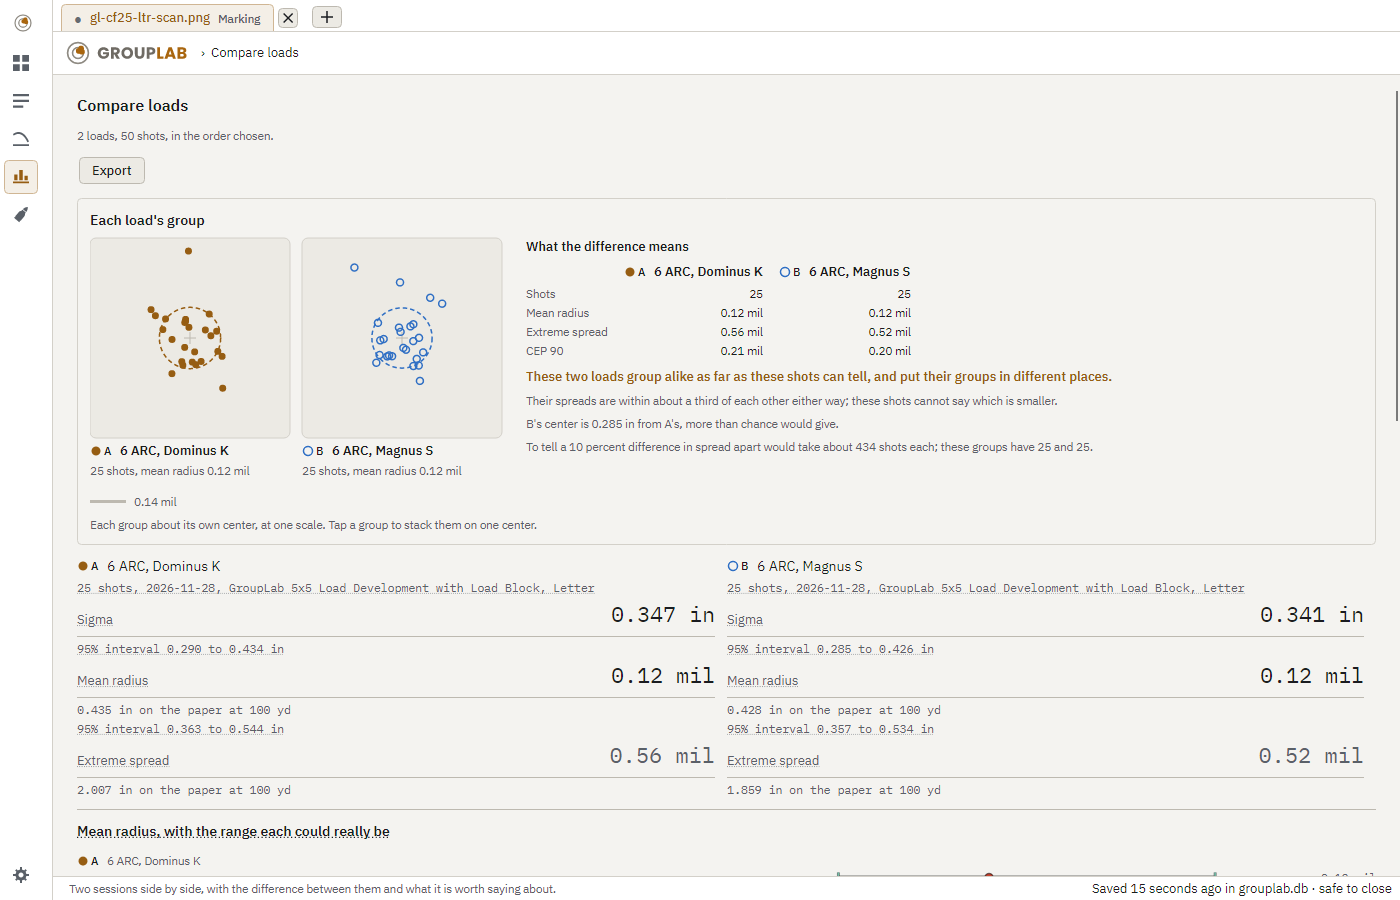 gl-cf25-ltr-scan.png Marking
GROUPLAB › Compare loads
Compare loads
2 loads, 50 shots, in the order chosen.
Export
Each load's group
What the difference means
A 6 ARC, Dominus K B 6 ARC, Magnus S
Shots 25 25
Mean radius 0.12 mil 0.12 mil
Extreme spread 0.56 mil 0.52 mil
CEP 90 0.21 mil 0.20 mil
These two loads group alike as far as these shots can tell, and put their groups in different places.
Their spreads are within about a third of each other either way; these shots cannot say which is smaller.
B's center is 0.285 in from A's, more than chance would give.
To tell a 10 percent difference in spread apart would take about 434 shots each; these groups have 25 and 25.
A 6 ARC, Dominus K B 6 ARC, Magnus S
25 shots, mean radius 0.12 mil 25 shots, mean radius 0.12 mil
0.14 mil
Each group about its own center, at one scale. Tap a group to stack them on one center.
A 6 ARC, Dominus K
25 shots, 2026-11-28, GroupLab 5x5 Load Development with Load Block, Letter
Sigma 0.347 in
95% interval 0.290 to 0.434 in
Mean radius 0.12 mil
0.435 in on the paper at 100 yd
95% interval 0.363 to 0.544 in
Extreme spread 0.56 mil
2.007 in on the paper at 100 yd
B 6 ARC, Magnus S
25 shots, 2026-11-28, GroupLab 5x5 Load Development with Load Block, Letter
Sigma 0.341 in
95% interval 0.285 to 0.426 in
Mean radius 0.12 mil
0.428 in on the paper at 100 yd
95% interval 0.357 to 0.534 in
Extreme spread 0.52 mil
1.859 in on the paper at 100 yd
Mean radius, with the range each could really be
A 6 ARC, Dominus K
Two sessions side by side, with the difference between them and what it is worth saying about.
Saved 15 seconds ago in grouplab.db · safe to close